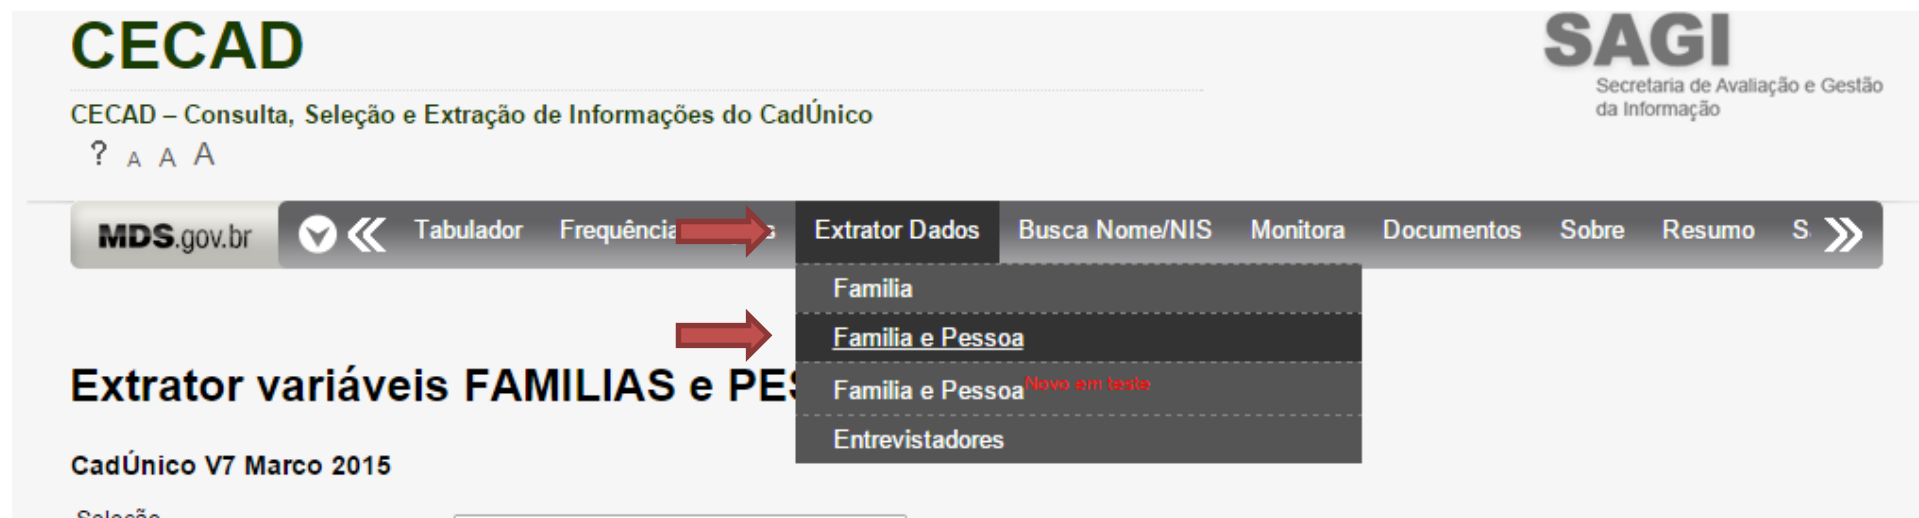 CECAD
SAGI
Secretaria de Avaliação e Gestão
da Informação
CECAD – Consulta, Seleção e Extração de Informações do CadÚnico
? A A A
MDS.gov.br Tabulador Frequência Extrator Dados Busca Nome/NIS Monitora Documentos Sobre Resumo S
Familia
Familia e Pessoa
Familia e Pessoa Novo em teste
Entrevistadores
Extrator variáveis FAMILIAS e PES
CadÚnico V7 Marco 2015
Seleção